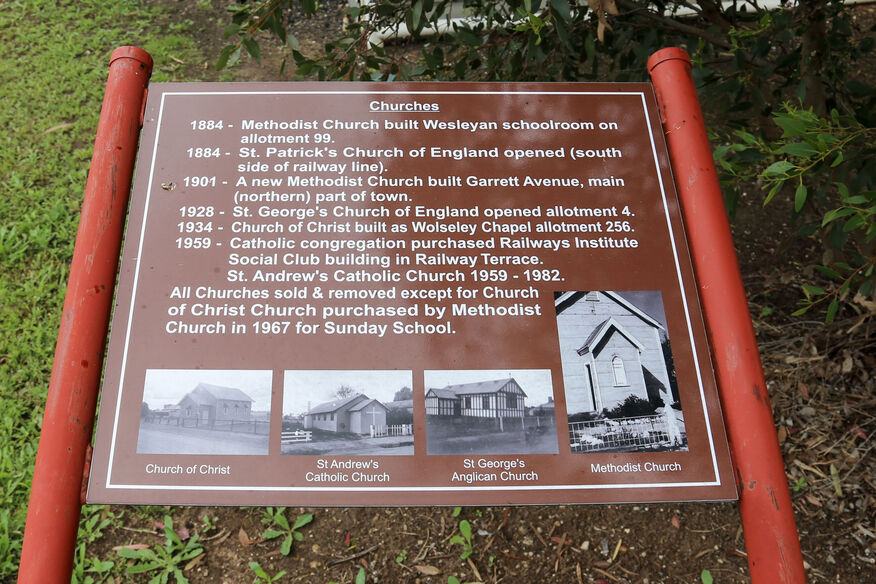 Churches
1884 - Methodist Church built Wesleyan schoolroom on
allotment 99.
1884 - St. Patrick's Church of England opened (south
side of railway line).
1901 - A new Methodist Church built Garrett Avenue, main
(northern) part of town.
1928 - St. George's Church of England opened allotment 4.
1934 - Church of Christ built as Wolseley Chapel allotment 256.
1959 - Catholic congregation purchased Railways Institute
Social Club building in Railway Terrace.
St. Andrew's Catholic Church 1959 - 1982.
All Churches sold & removed except for Church
of Christ Church purchased by Methodist
Church in 1967 for Sunday School.
Church of Christ
St Andrew's
Catholic Church
St George's
Anglican Church
Methodist Church